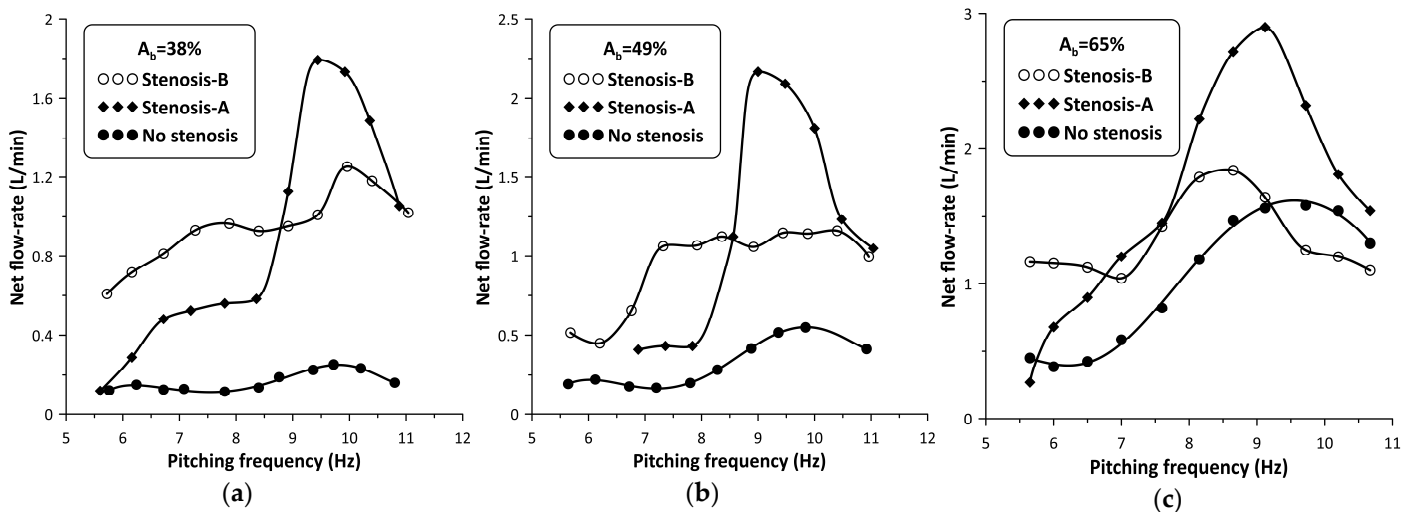 A_b=38%
Stenosis-B
Stenosis-A
No stenosis
Net flow-rate (L/min)
2
1.6
1.2
0.8
0.4
0
5 6 7 8 9 10 11 12
Pitching frequency (Hz)
(a)
A_b=49%
Stenosis-B
Stenosis-A
No stenosis
Net flow-rate (L/min)
2.5
2
1.5
1
0.5
0
5 6 7 8 9 10 11 12
Pitching frequency (Hz)
(b)
A_b=65%
Stenosis-B
Stenosis-A
No stenosis
Net flow-rate (L/min)
3
2
1
0
5 6 7 8 9 10 11
Pitching frequency (Hz)
(c)